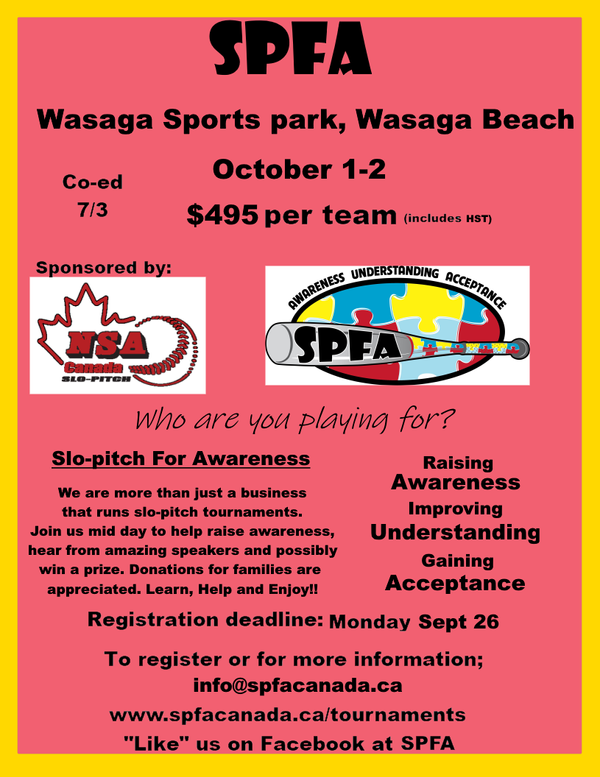 SPFA
Wasaga Sports park, Wasaga Beach
October 1-2
Co-ed
7/3
$495 per team (includes HST)
Sponsored by:
NSA
Canada
SLO-PITCH
AWARENESS UNDERSTANDING ACCEPTANCE
SPFA
Who are you playing for?
Slo-pitch For Awareness
We are more than just a business
that runs slo-pitch tournaments.
Join us mid day to help raise awareness,
hear from amazing speakers and possibly
win a prize. Donations for families are
appreciated. Learn, Help and Enjoy!!
Raising
Awareness
Improving
Understanding
Gaining
Acceptance
Registration deadline: Monday Sept 26
To register or for more information;
info@spfacanada.ca
www.spfacanada.ca/tournaments
"Like" us on Facebook at SPFA